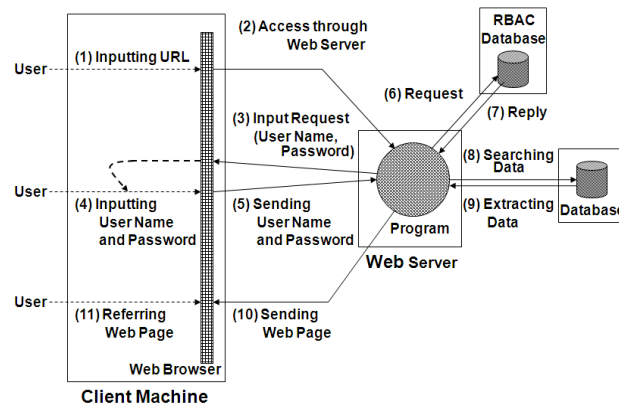 User
(1) Inputting URL
(2) Access through
Web Server
RBAC
Database
(6) Request
(7) Reply
(3) Input Request
(User Name,
Password)
(8) Searching
Data
User
(4) Inputting
User Name
and Password
(5) Sending
User Name
and Password
Program
(9) Extracting
Data
Database
Web Server
User
(11) Referring
Web Page
(10) Sending
Web Page
Web Browser
Client Machine